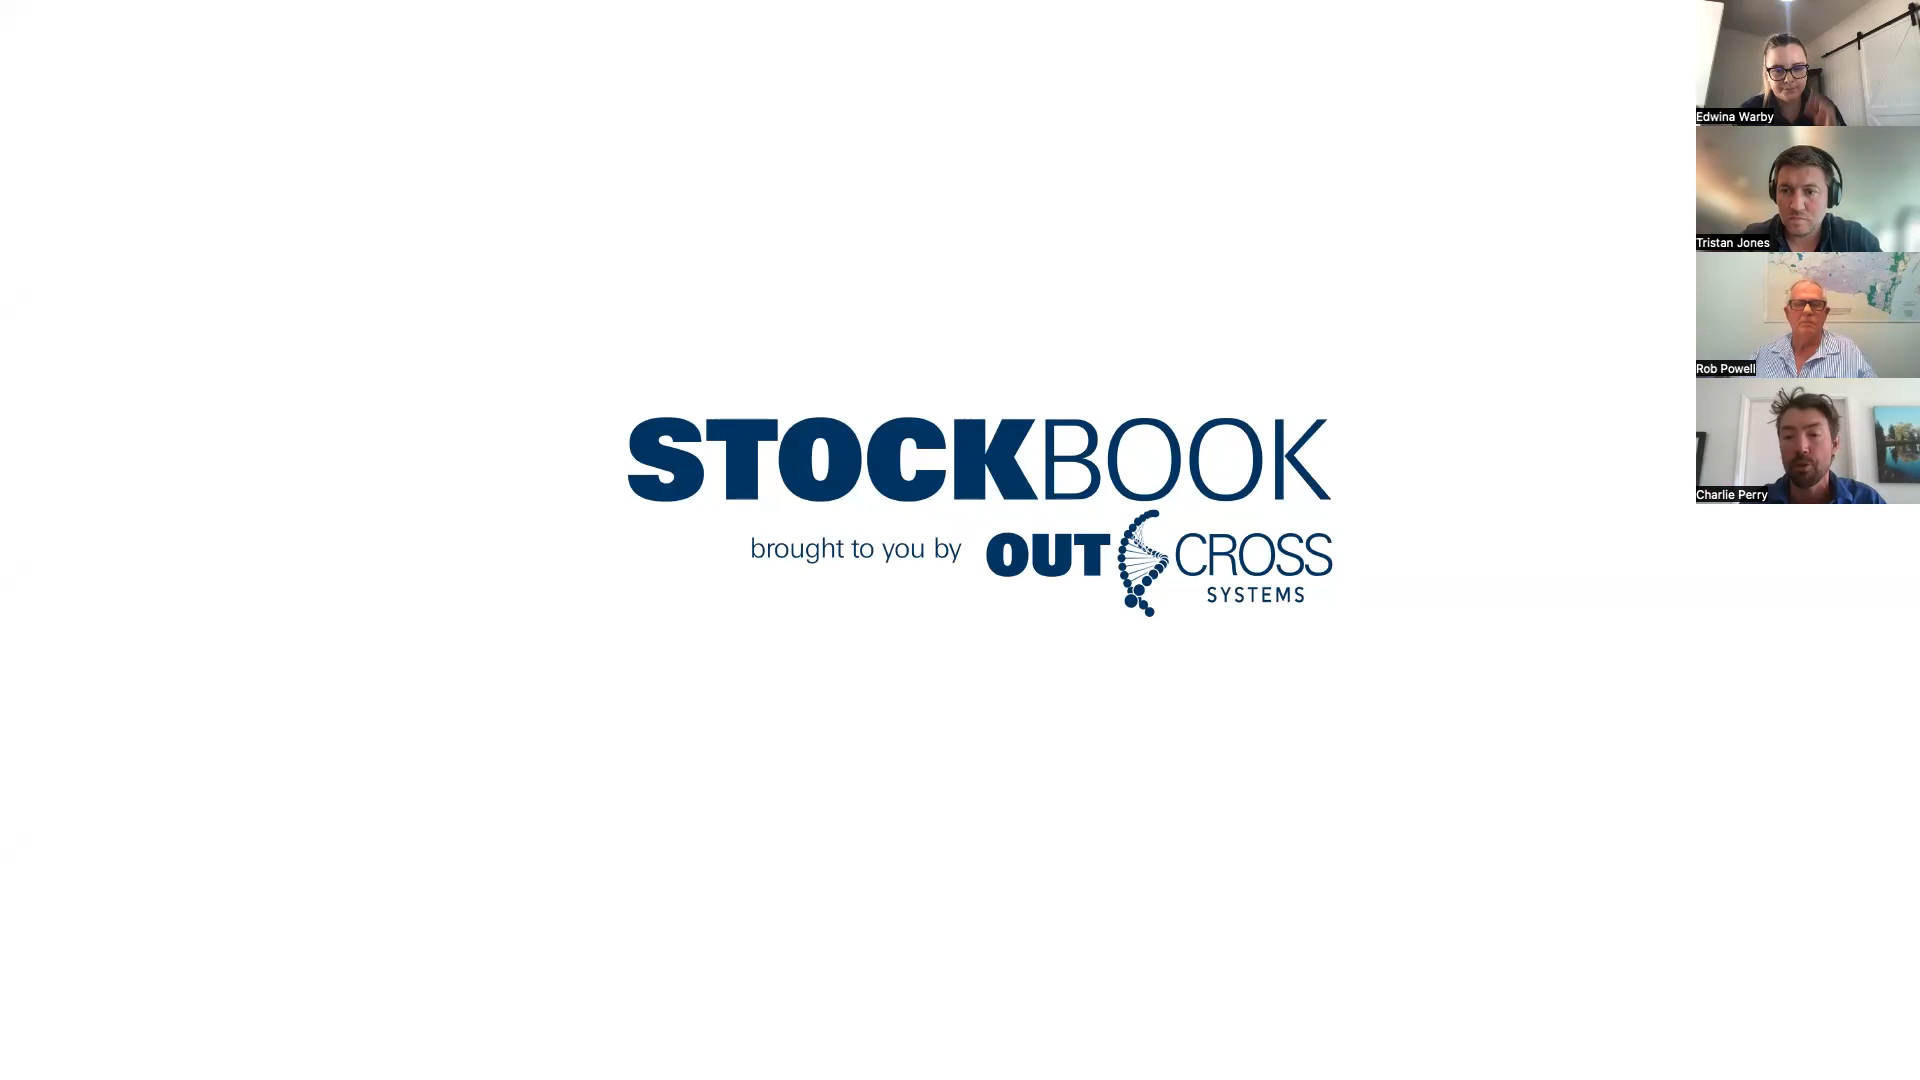 STOCKBOOK
brought to you by OUTCROSS
SYSTEMS
Edwina Warby
Tristan Jones
Rob Powell
Charlie Perry